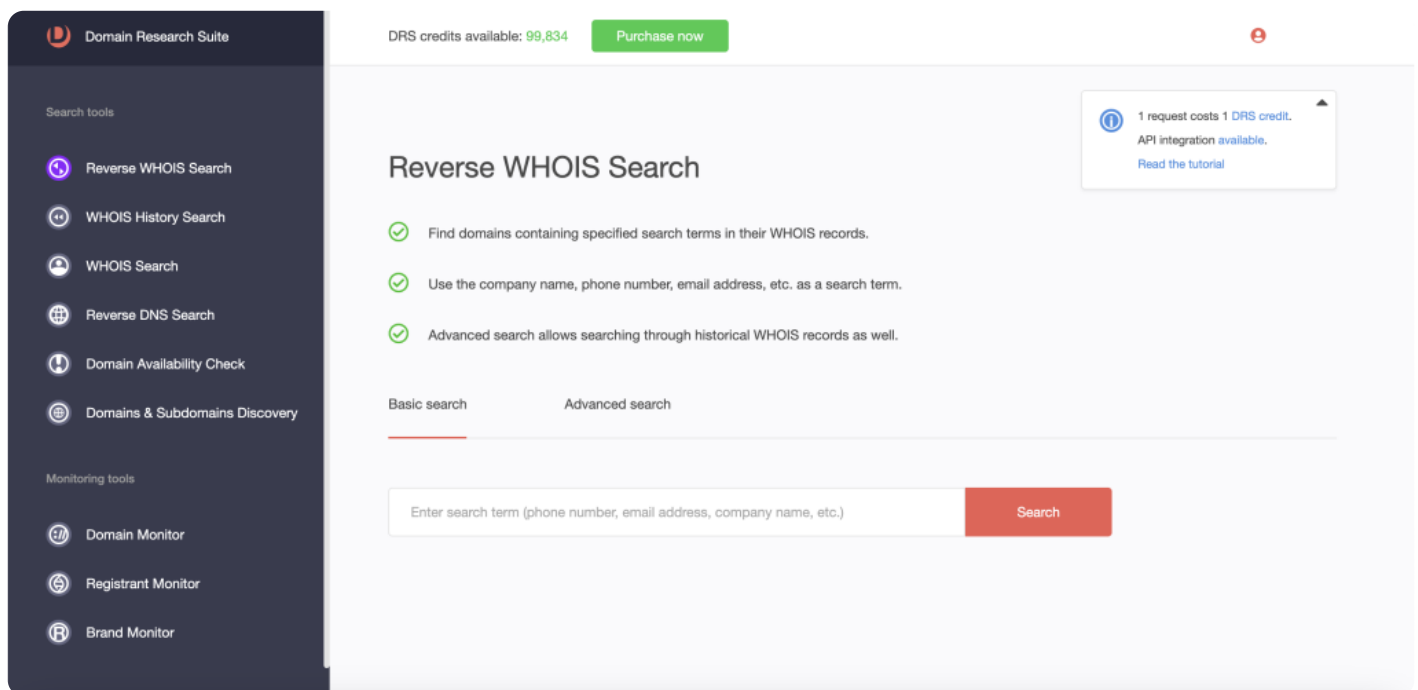 Domain Research Suite
DRS credits available: 99,834
Purchase now
Search tools
Reverse WHOIS Search
WHOIS History Search
WHOIS Search
Reverse DNS Search
Domain Availability Check
Domains & Subdomains Discovery
Monitoring tools
Domain Monitor
Registrant Monitor
Brand Monitor
1 request costs 1 DRS credit.
API integration available.
Read the tutorial
Reverse WHOIS Search
Find domains containing specified search terms in their WHOIS records.
Use the company name, phone number, email address, etc. as a search term.
Advanced search allows searching through historical WHOIS records as well.
Basic search
Advanced search
Enter search term (phone number, email address, company name, etc.)
Search